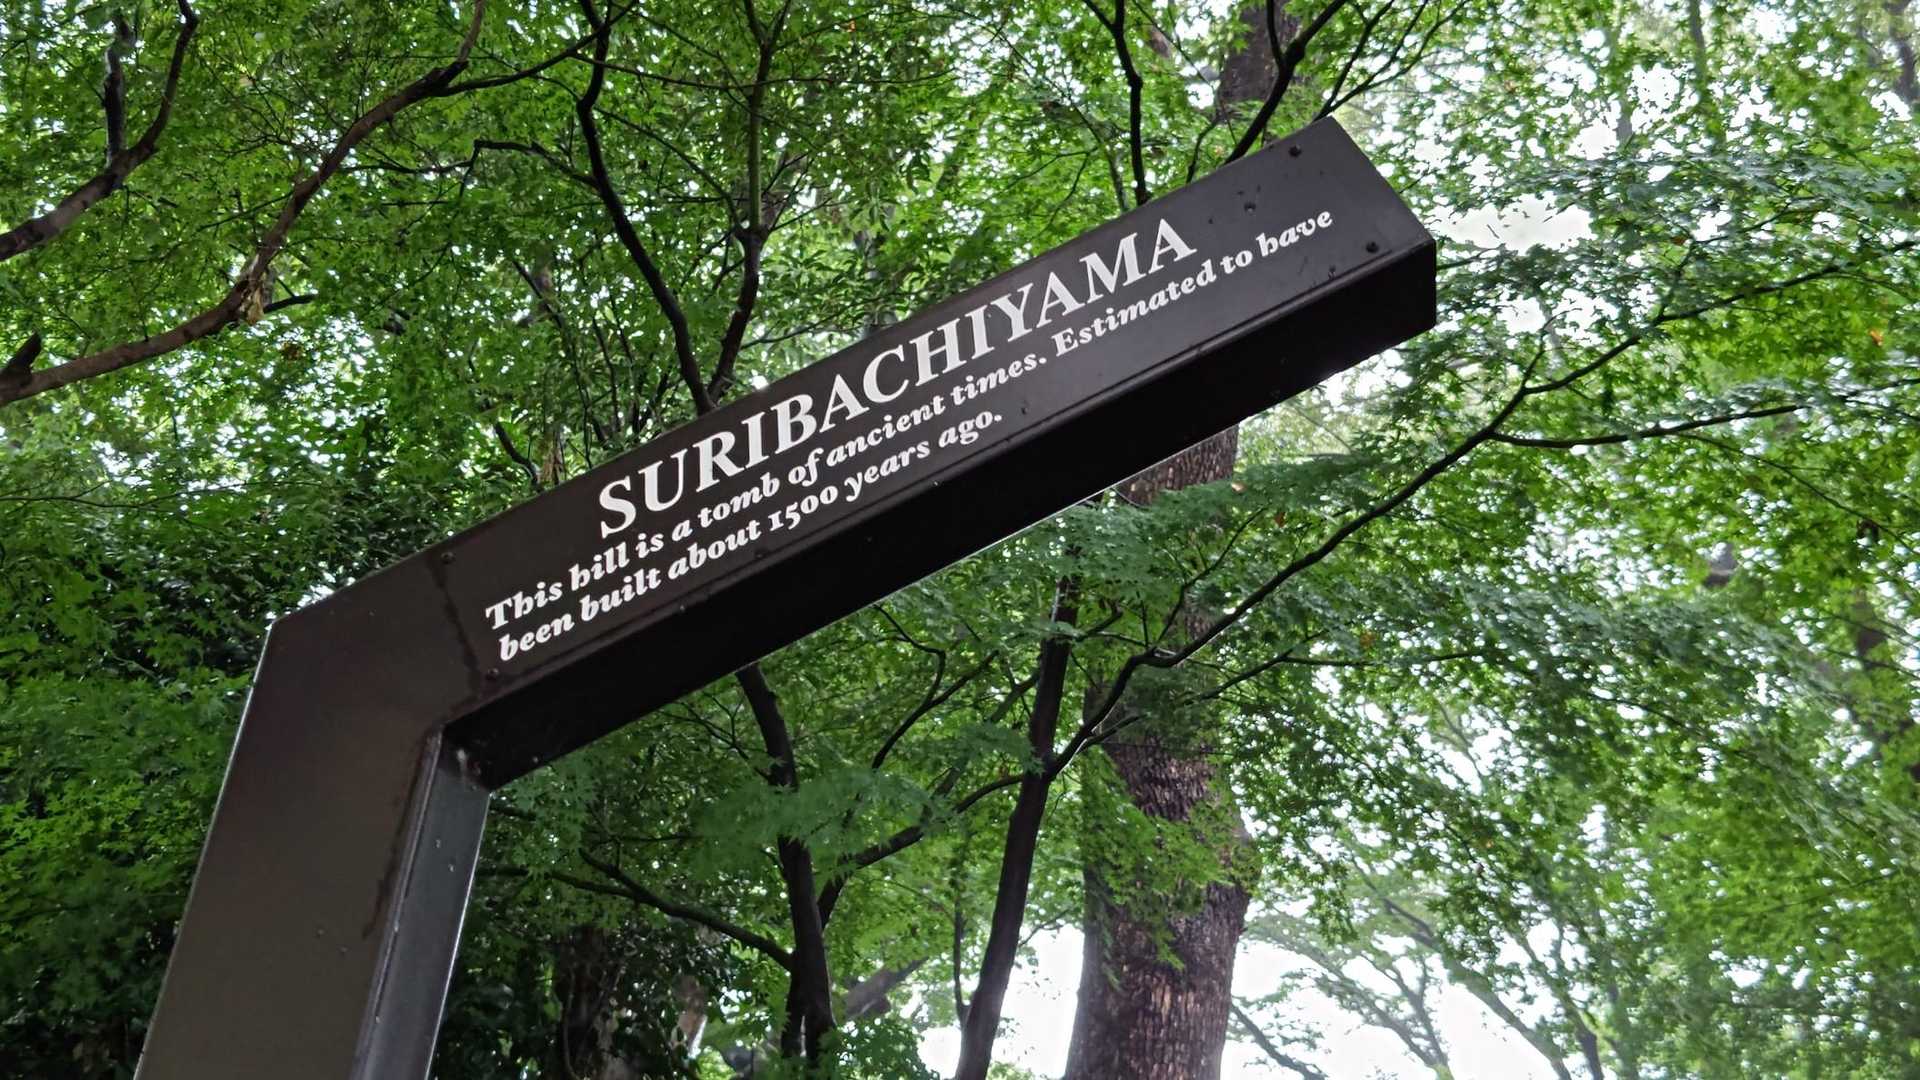 SURIBACHIYAMA
This hill is a tomb of ancient times. Estimated to have
been built about 1500 years ago.